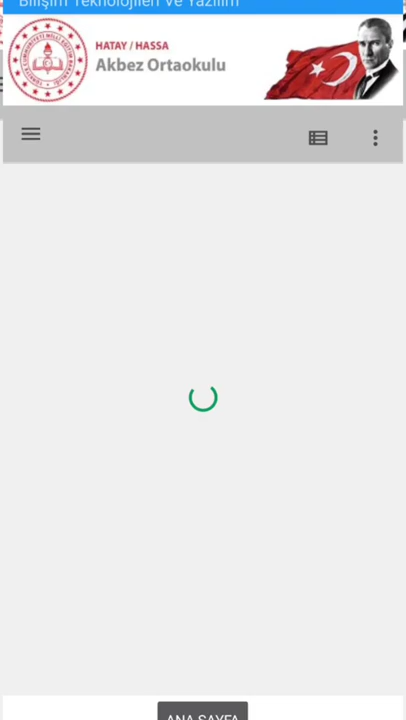 Bilişim Teknolojileri Ve Yazılım
HATAY / HASSA
Akbez Ortaokulu
ANA SAYFA